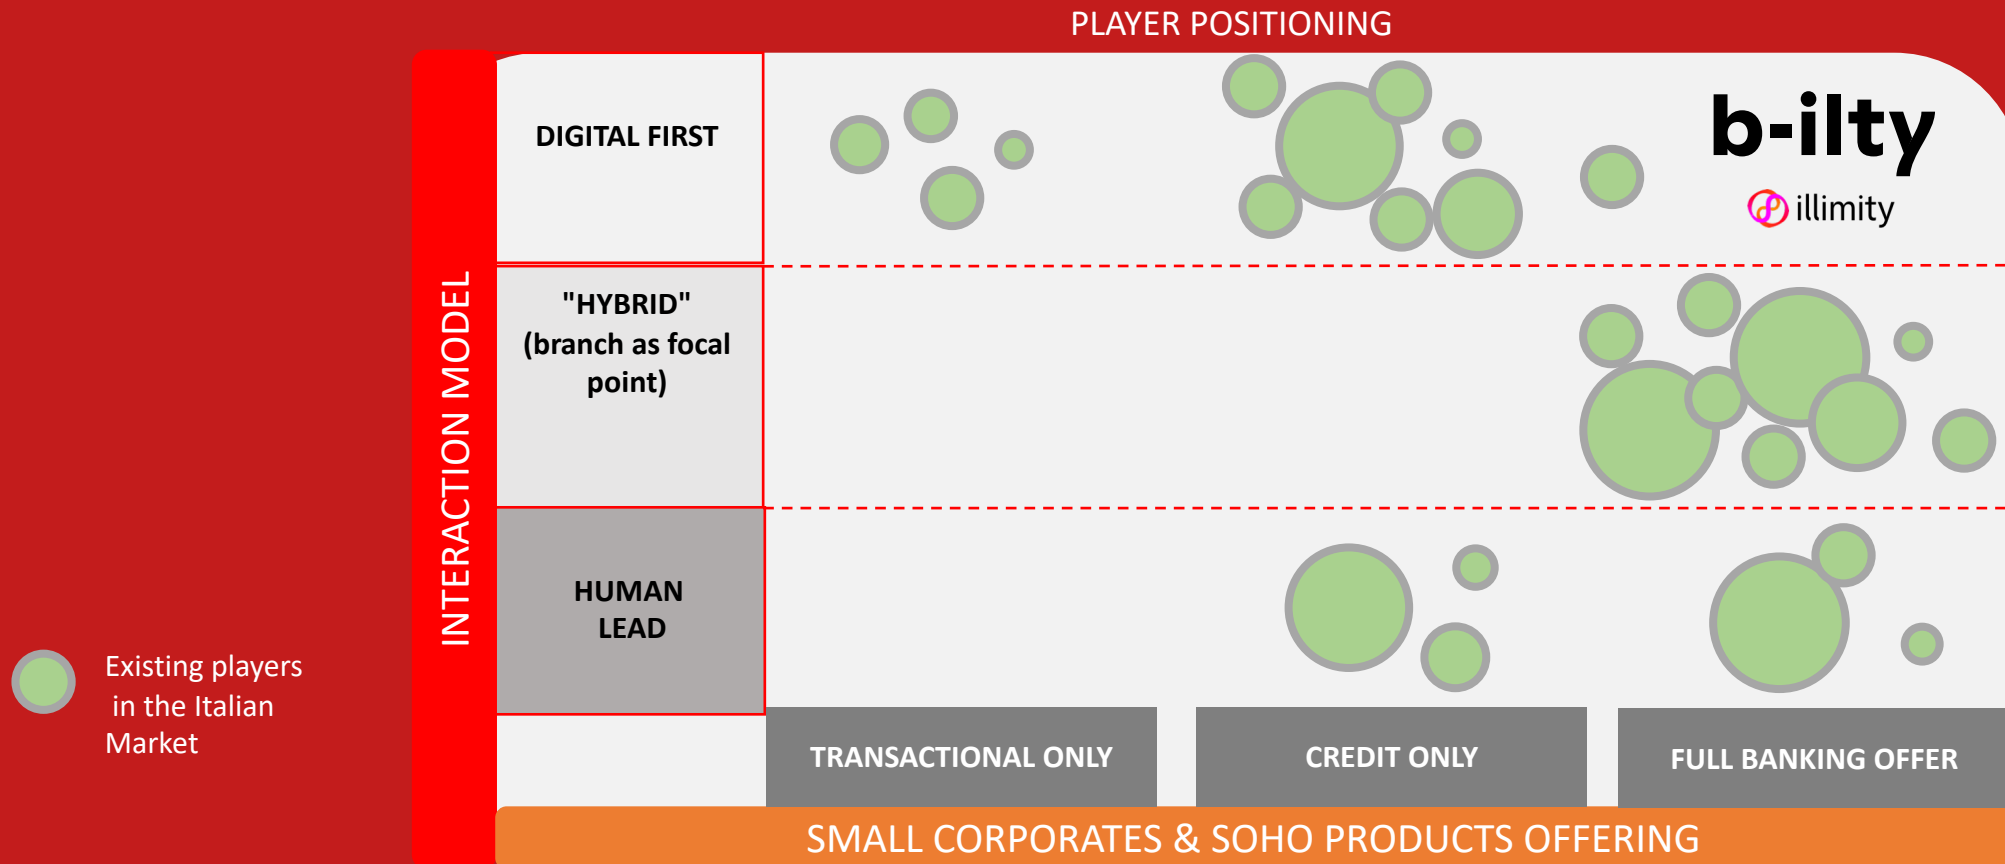 PLAYER POSITIONING
INTERACTION MODEL
DIGITAL FIRST
b-ilty
illimity
"HYBRID"
(branch as focal
point)
HUMAN
LEAD
Existing players
in the Italian
Market
TRANSACTIONAL ONLY
CREDIT ONLY
FULL BANKING OFFER
SMALL CORPORATES & SOHO PRODUCTS OFFERING